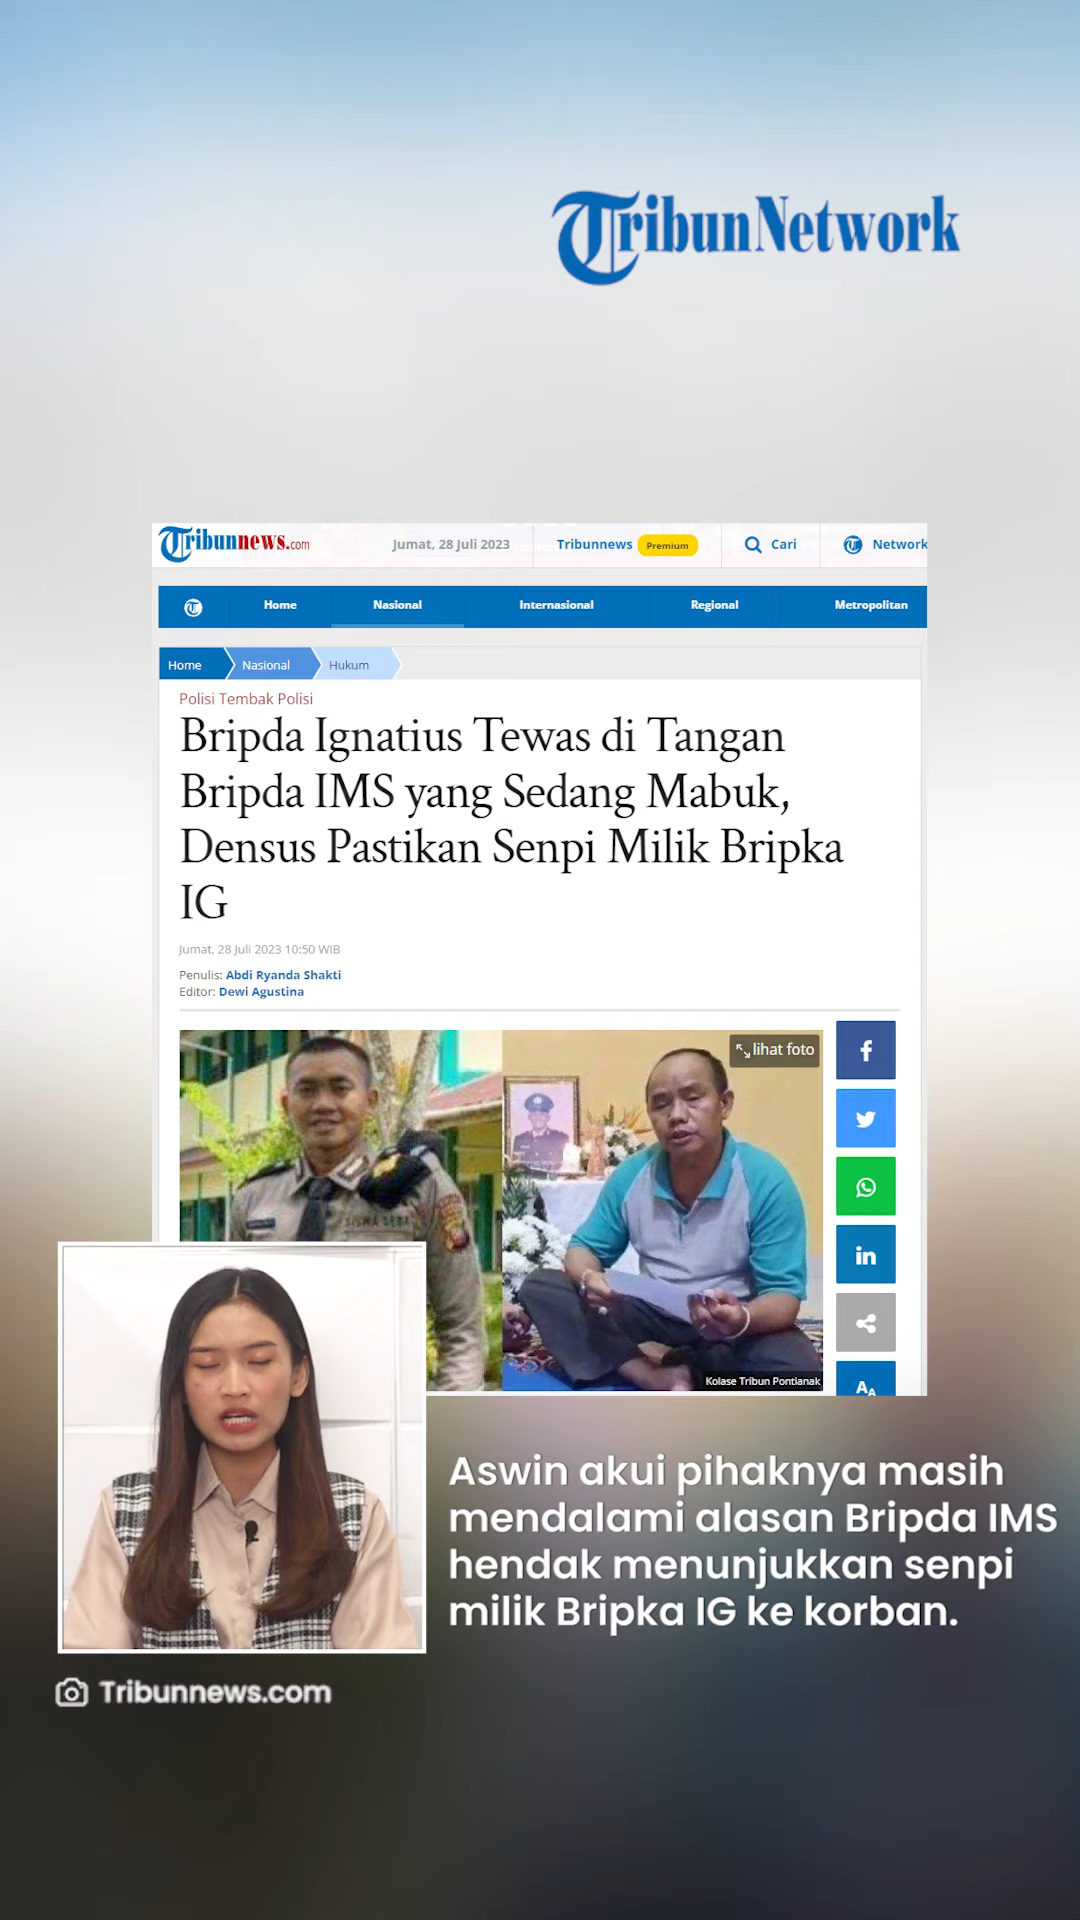 TribunNetwork
Tribunnews.com
Jumat, 28 Juli 2023
Tribunnews Premium
Cari
Network
Home Nasional Internasional Regional Metropolitan
Home Nasional Hukum
Polisi Tembak Polisi
Bripda Ignatius Tewas di Tangan
Bripda IMS yang Sedang Mabuk,
Densus Pastikan Senpi Milik Bripka
IG
Jumat, 28 Juli 2023 10:50 WIB
Penulis: Abdi Ryanda Shakti
Editor: Dewi Agustina
lihat foto
Kolase Tribun Pontianak
Aswin akui pihaknya masih
mendalami alasan Bripda IMS
hendak menunjukkan senpi
milik Bripka IG ke korban.
Tribunnews.com